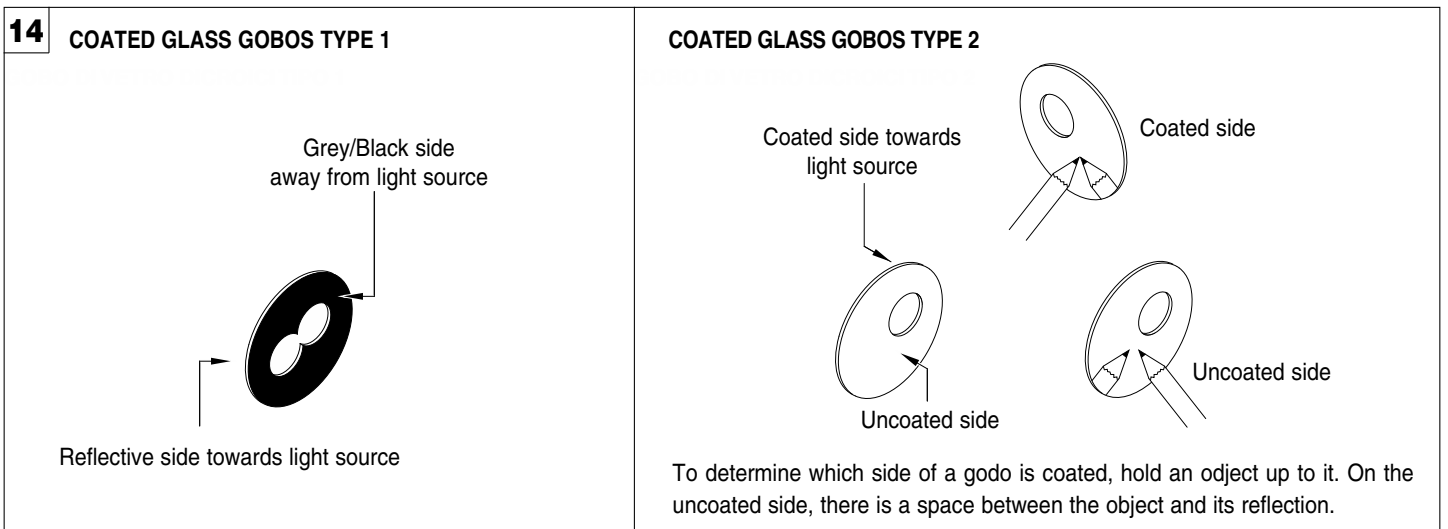 14
COATED GLASS GOBOS TYPE 1
Grey/Black side
away from light source
Reflective side towards light source
COATED GLASS GOBOS TYPE 2
Coated side
Coated side towards
light source
Uncoated side
Uncoated side
To determine which side of a godo is coated, hold an odject up to it. On the
uncoated side, there is a space between the object and its reflection.